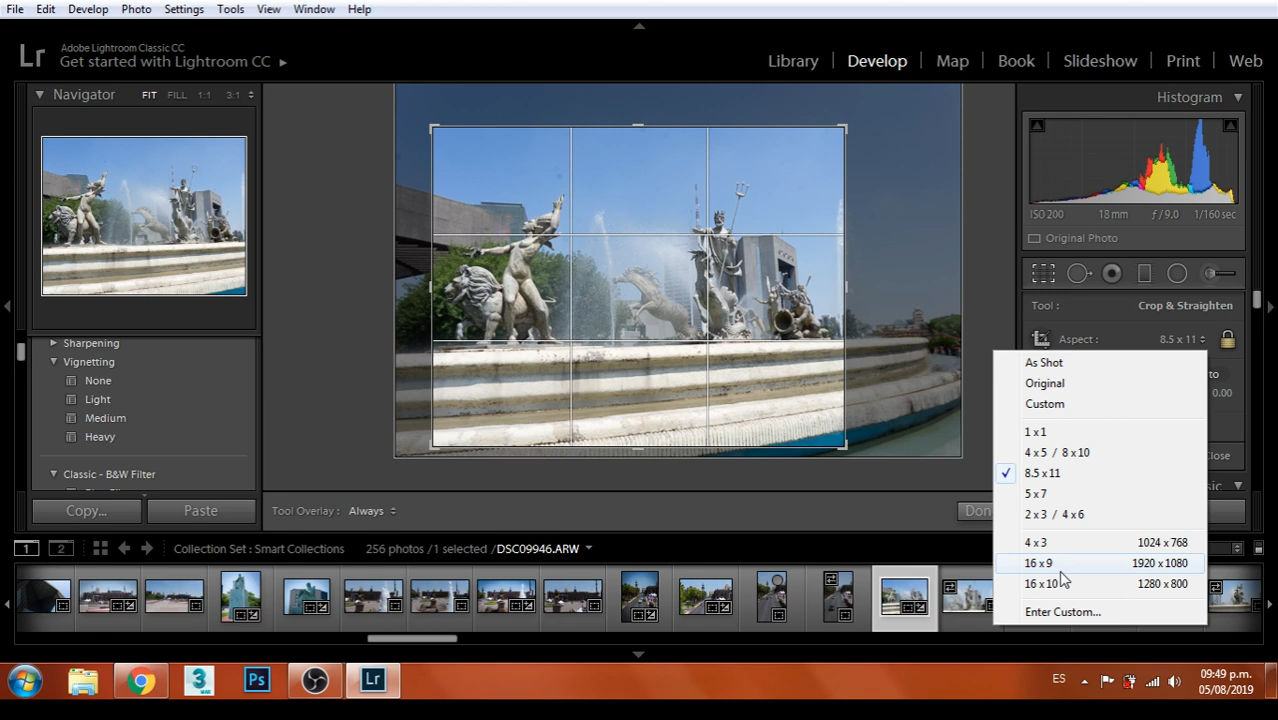 File Edit Develop Photo Settings Tools View Window Help
Lr Adobe Lightroom Classic CC
Get started with Lightroom CC
Library Develop Map Book Slideshow Print Web
Navigator FIT FILL 1:1 3:1
Histogram
ISO 200 18 mm ƒ / 9.0 1/160 sec
Original Photo
Tool : Crop & Straighten
Aspect : 8.5 x 11
As Shot
Original
Custom
0.00
1 x 1
4 x 5 / 8 x 10
8.5 x 11
5 x 7
2 x 3 / 4 x 6
4 x 3 1024 x 768
16 x 9 1920 x 1080
16 x 10 1280 x 800
Enter Custom...
Sharpening
Vignetting
None
Light
Medium
Heavy
Classic - B&W Filter
Copy... Paste
Tool Overlay : Always
1 2 Collection Set : Smart Collections 256 photos / 1 selected / DSC09946.ARW
3 MAX Ps Lr
ES 09:49 p.m.
05/08/2019